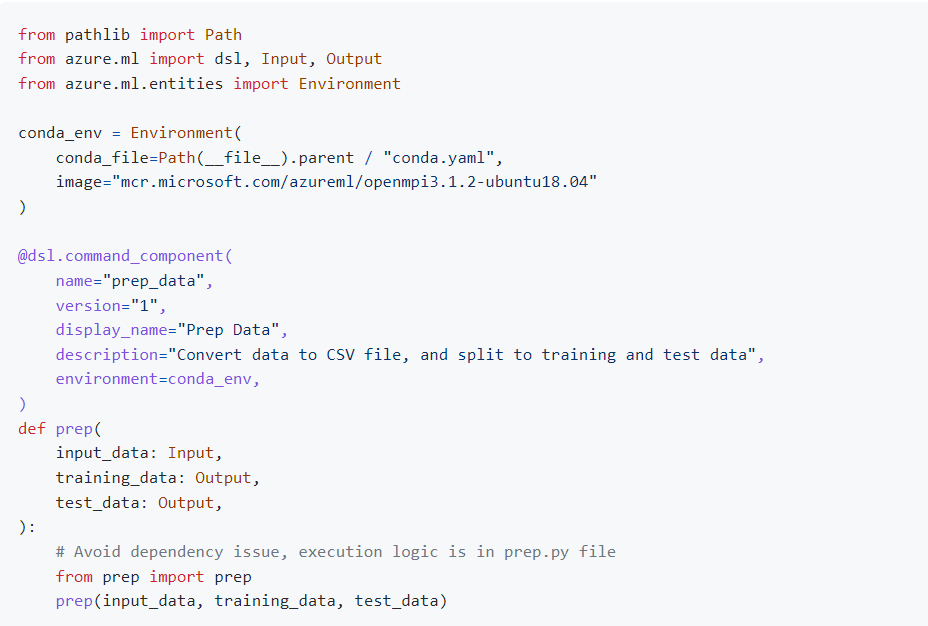 from pathlib import Path
from azure.ml import dsl, Input, Output
from azure.ml.entities import Environment

conda_env = Environment(
    conda_file=Path(__file__).parent / "conda.yaml",
    image="mcr.microsoft.com/azureml/openmpi3.1.2-ubuntu18.04"
)

@dsl.command_component(
    name="prep_data",
    version="1",
    display_name="Prep Data",
    description="Convert data to CSV file, and split to training and test data",
    environment=conda_env,
)
def prep(
    input_data: Input,
    training_data: Output,
    test_data: Output,
):
    # Avoid dependency issue, execution logic is in prep.py file
    from prep import prep
    prep(input_data, training_data, test_data)